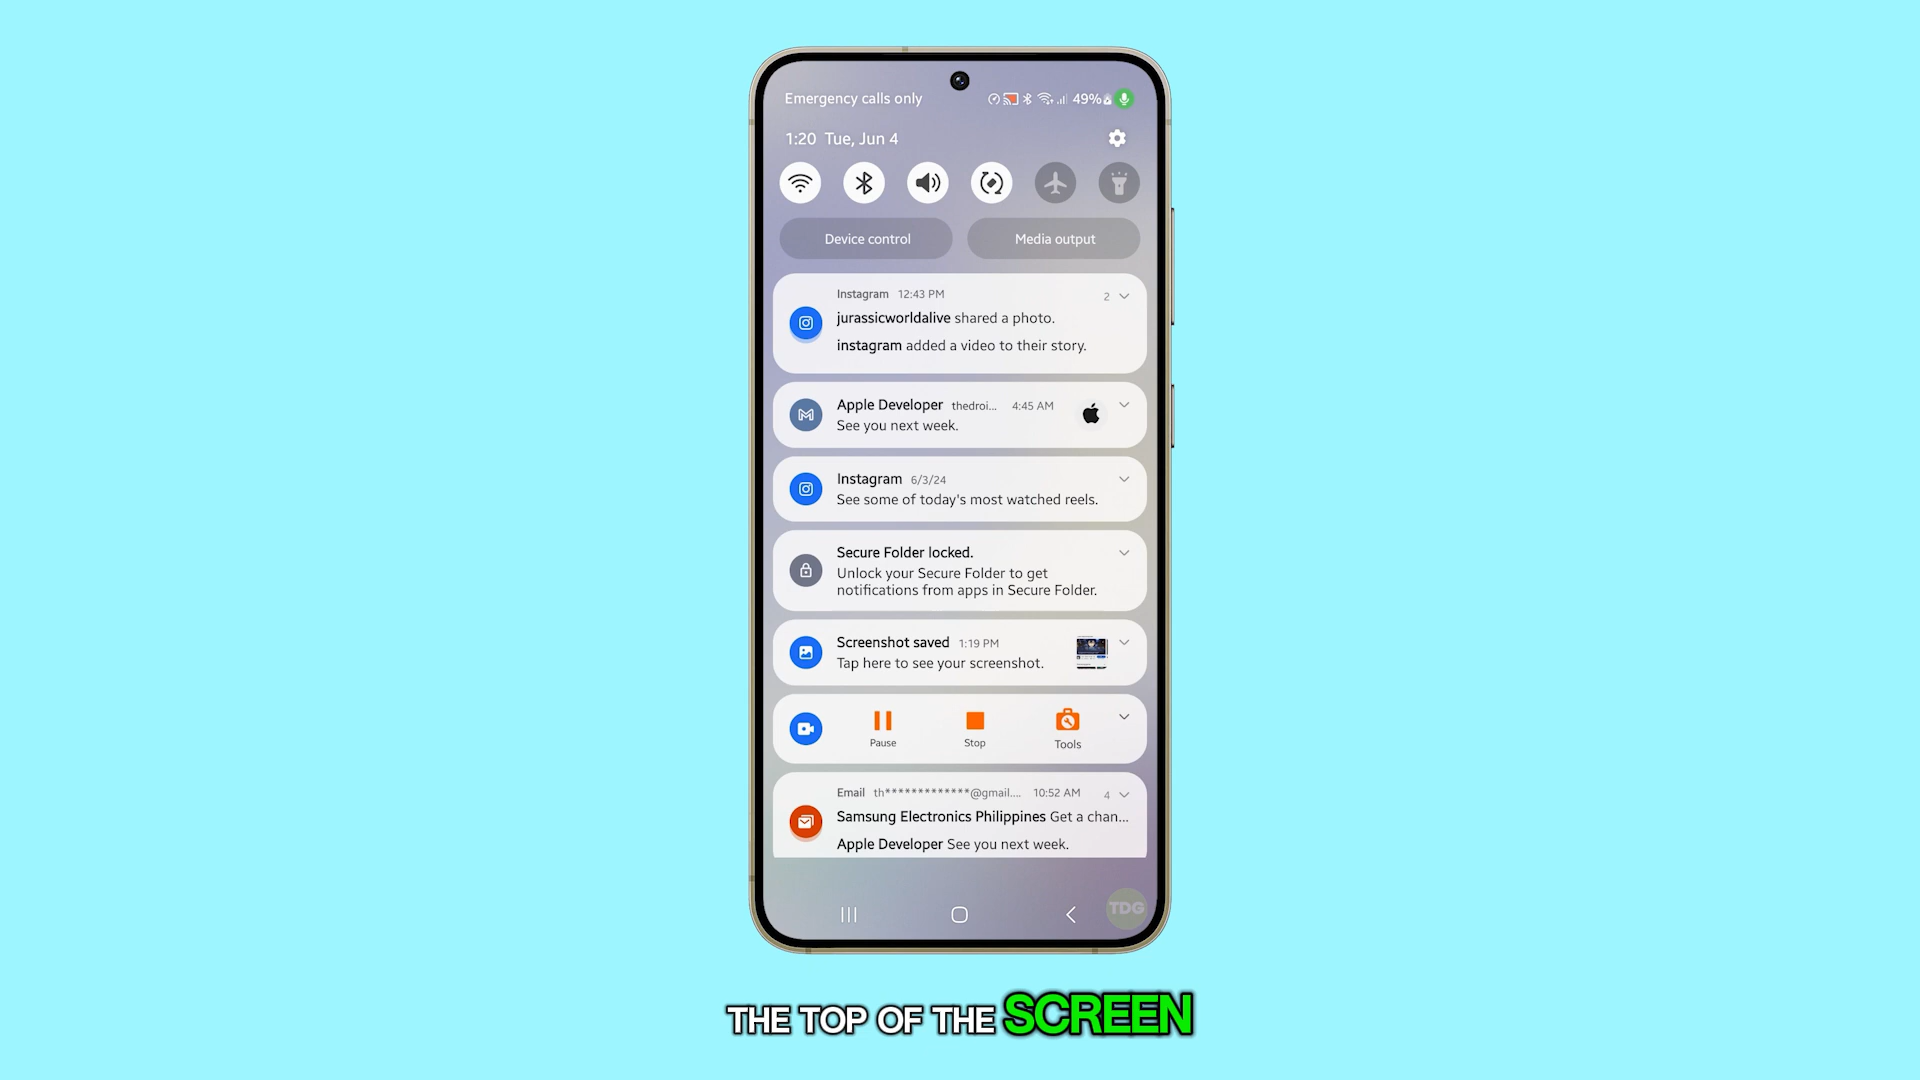 Emergency calls only 49%
1:20 Tue, Jun 4
Device control Media output
Instagram 12:43 PM 2
jurassicworldalive shared a photo.
instagram added a video to their story.
Apple Developer thedroi... 4:45 AM
See you next week.
Instagram 6/3/24
See some of today's most watched reels.
Secure Folder locked.
Unlock your Secure Folder to get
notifications from apps in Secure Folder.
Screenshot saved 1:19 PM
Tap here to see your screenshot.
Pause Stop Tools
Email th*************@gmail.... 10:52 AM 4
Samsung Electronics Philippines Get a chan...
Apple Developer See you next week.
TDG
THE TOP OF THE SCREEN